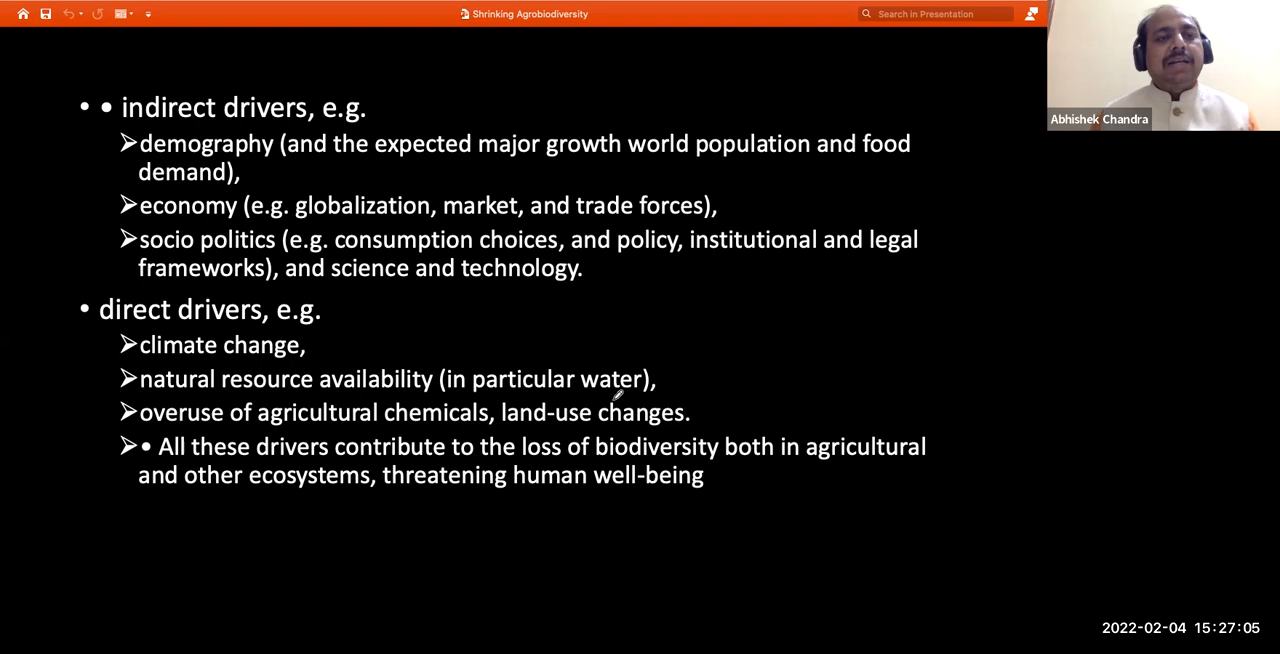 Shrinking Agrobiodiversity
Search in Presentation
Abhishek Chandra
• • indirect drivers, e.g.
➢demography (and the expected major growth world population and food
demand),
➢economy (e.g. globalization, market, and trade forces),
➢socio politics (e.g. consumption choices, and policy, institutional and legal
frameworks), and science and technology.
• direct drivers, e.g.
➢climate change,
➢natural resource availability (in particular water),
➢overuse of agricultural chemicals, land-use changes.
➢• All these drivers contribute to the loss of biodiversity both in agricultural
and other ecosystems, threatening human well-being
2022-02-04 15:27:05